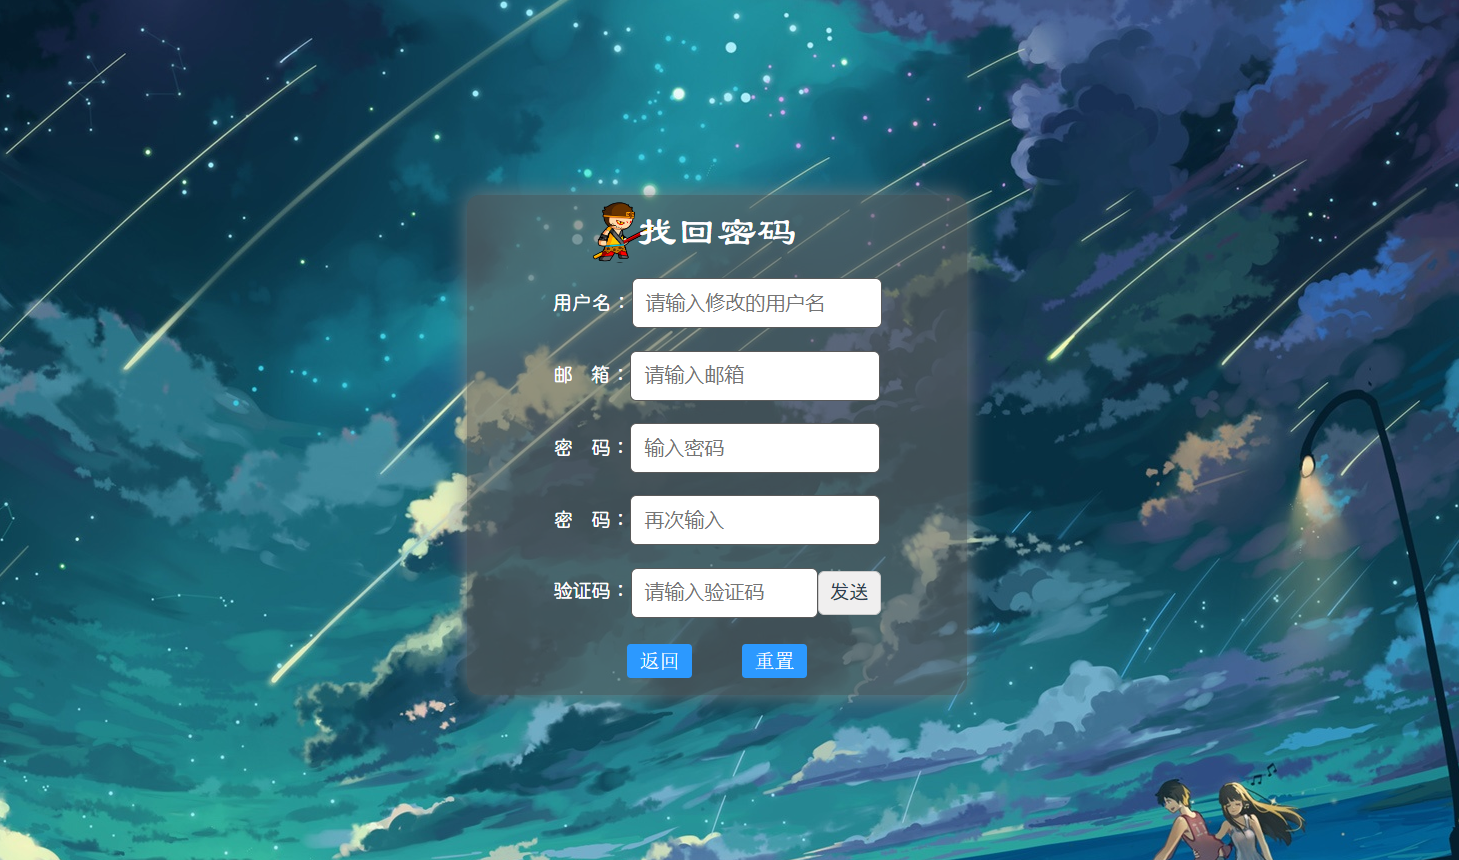 找回密码
用户名： 请输入修改的用户名
邮 箱： 请输入邮箱
密 码： 输入密码
密 码： 再次输入
验证码： 请输入验证码 发送
返回 重置